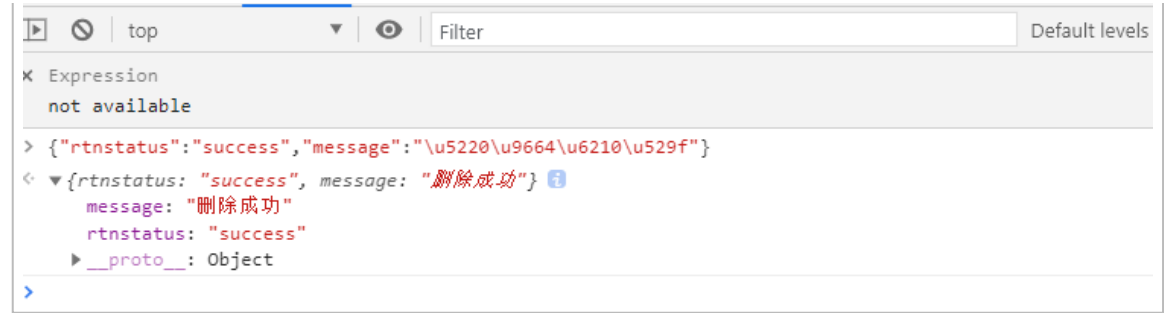 top ▼ Filter Default levels
× Expression
not available
> {"rtnstatus":"success","message":"\u5220\u9664\u6210\u529f"}
< ▼{rtnstatus: "success", message: "删除成功"} i
message: "删除成功"
rtnstatus: "success"
▶ __proto__: Object
>